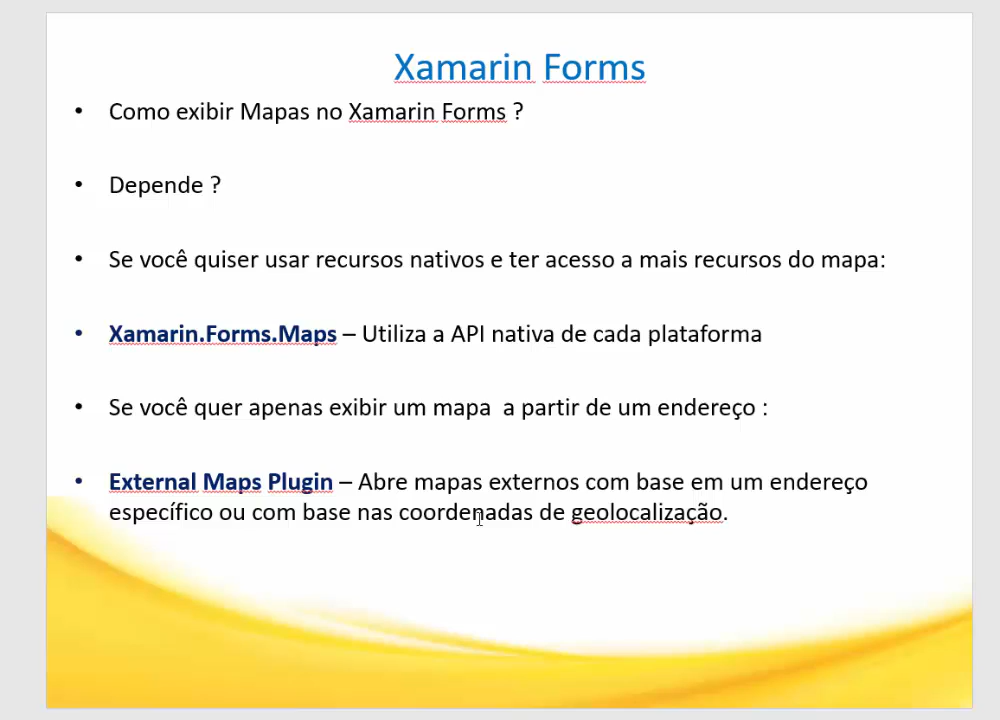 Xamarin Forms
• Como exibir Mapas no Xamarin Forms ?
• Depende ?
• Se você quiser usar recursos nativos e ter acesso a mais recursos do mapa:
• Xamarin.Forms.Maps – Utiliza a API nativa de cada plataforma
• Se você quer apenas exibir um mapa  a partir de um endereço :
• External Maps Plugin – Abre mapas externos com base em um endereço
específico ou com base nas coordenadas de geolocalização.